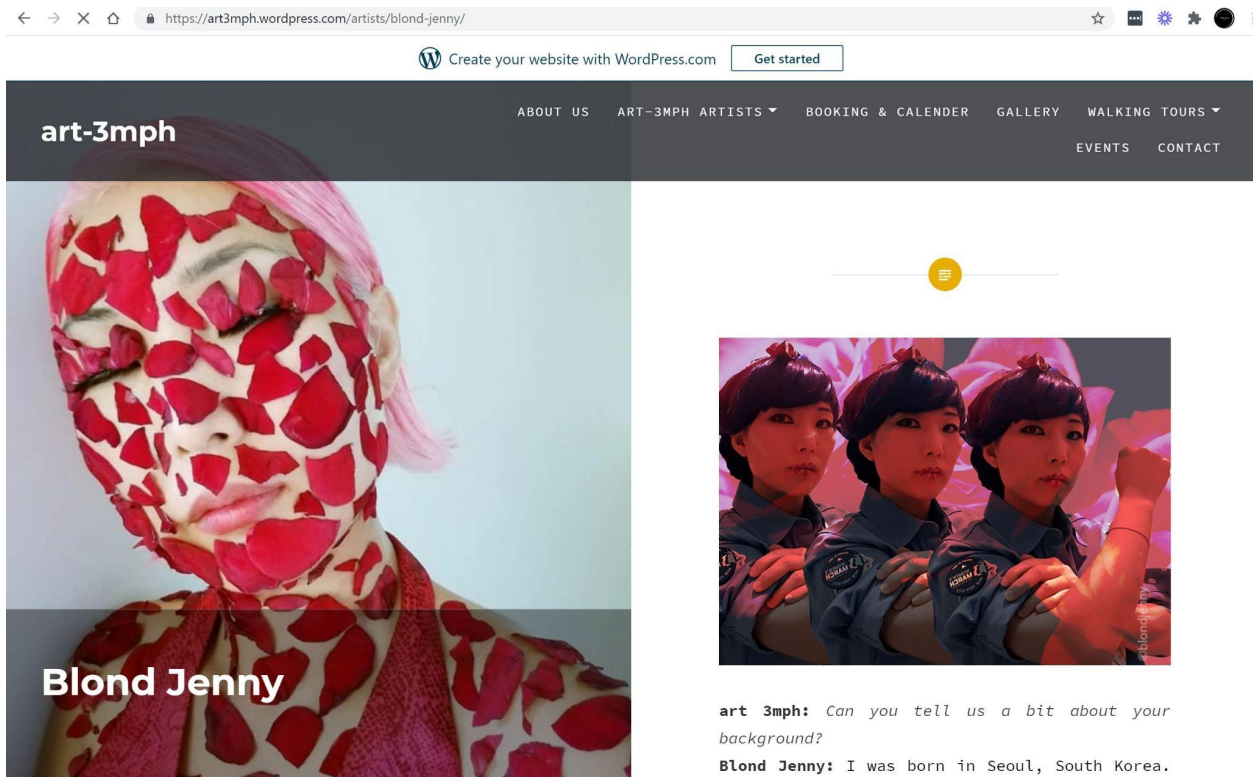 https://art3mph.wordpress.com/artists/blond-jenny/
Create your website with WordPress.com
Get started
art-3mph
ABOUT US
ART-3MPH ARTISTS
BOOKING & CALENDER
GALLERY
WALKING TOURS
EVENTS
CONTACT
Blond Jenny
@blondjenny
art 3mph: Can you tell us a bit about your
background?
Blond Jenny: I was born in Seoul, South Korea.